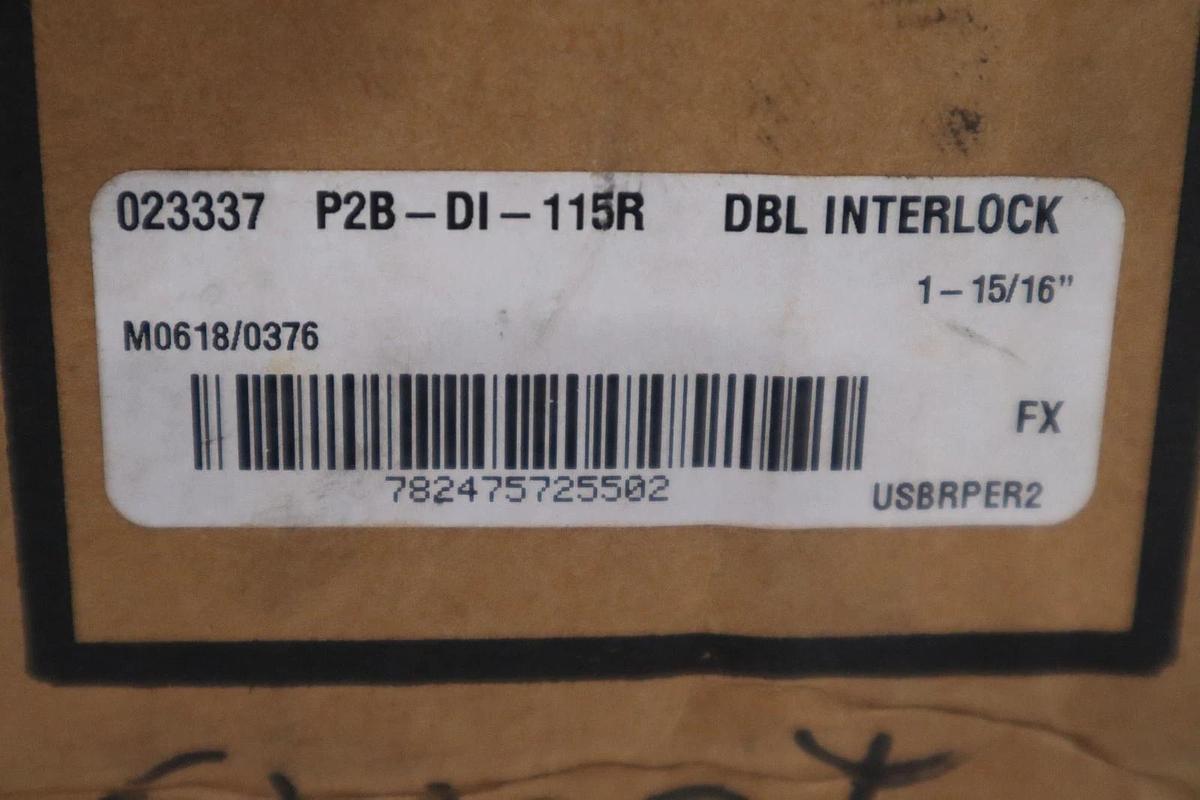 023337 P2B-DI-115R DBL INTERLOCK
1-15/16”
M0618/0376
FX
782475725502
USBRPER2